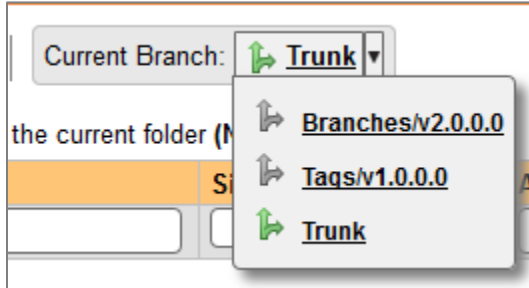 Current Branch: Trunk
Branches/v2.0.0.0
the current folder (
Tags/v1.0.0.0
Si
Trunk